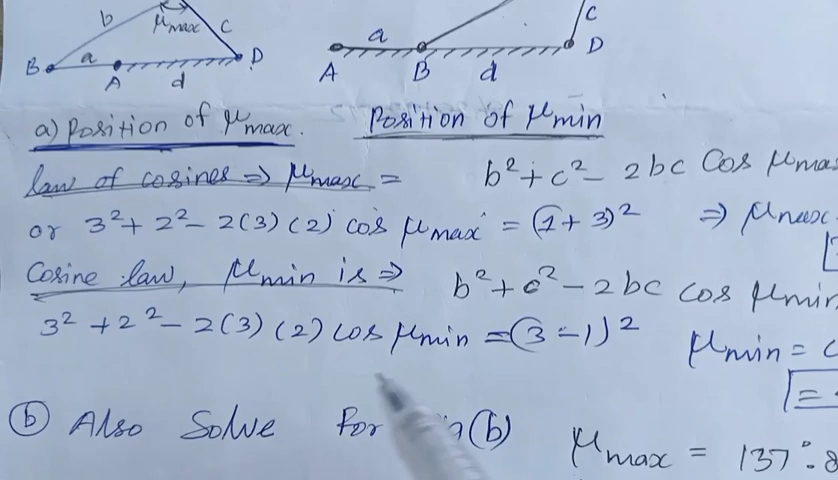 b μmax c
B a A d D
a c
A B d D
a) Position of μmax. Position of μmin
law of cosines ⇒ μmax = b² + c² - 2bc Cos μmax
or 3² + 2² - 2(3)(2) cos μmax = (1+3)² ⇒ μmax
Cosine law, μmin is ⇒ b² + c² - 2bc cos μmin
3² + 2² - 2(3)(2) cos μmin = (3-1)² μmin = c
=
ⓑ Also Solve for (b) μmax = 137°.8